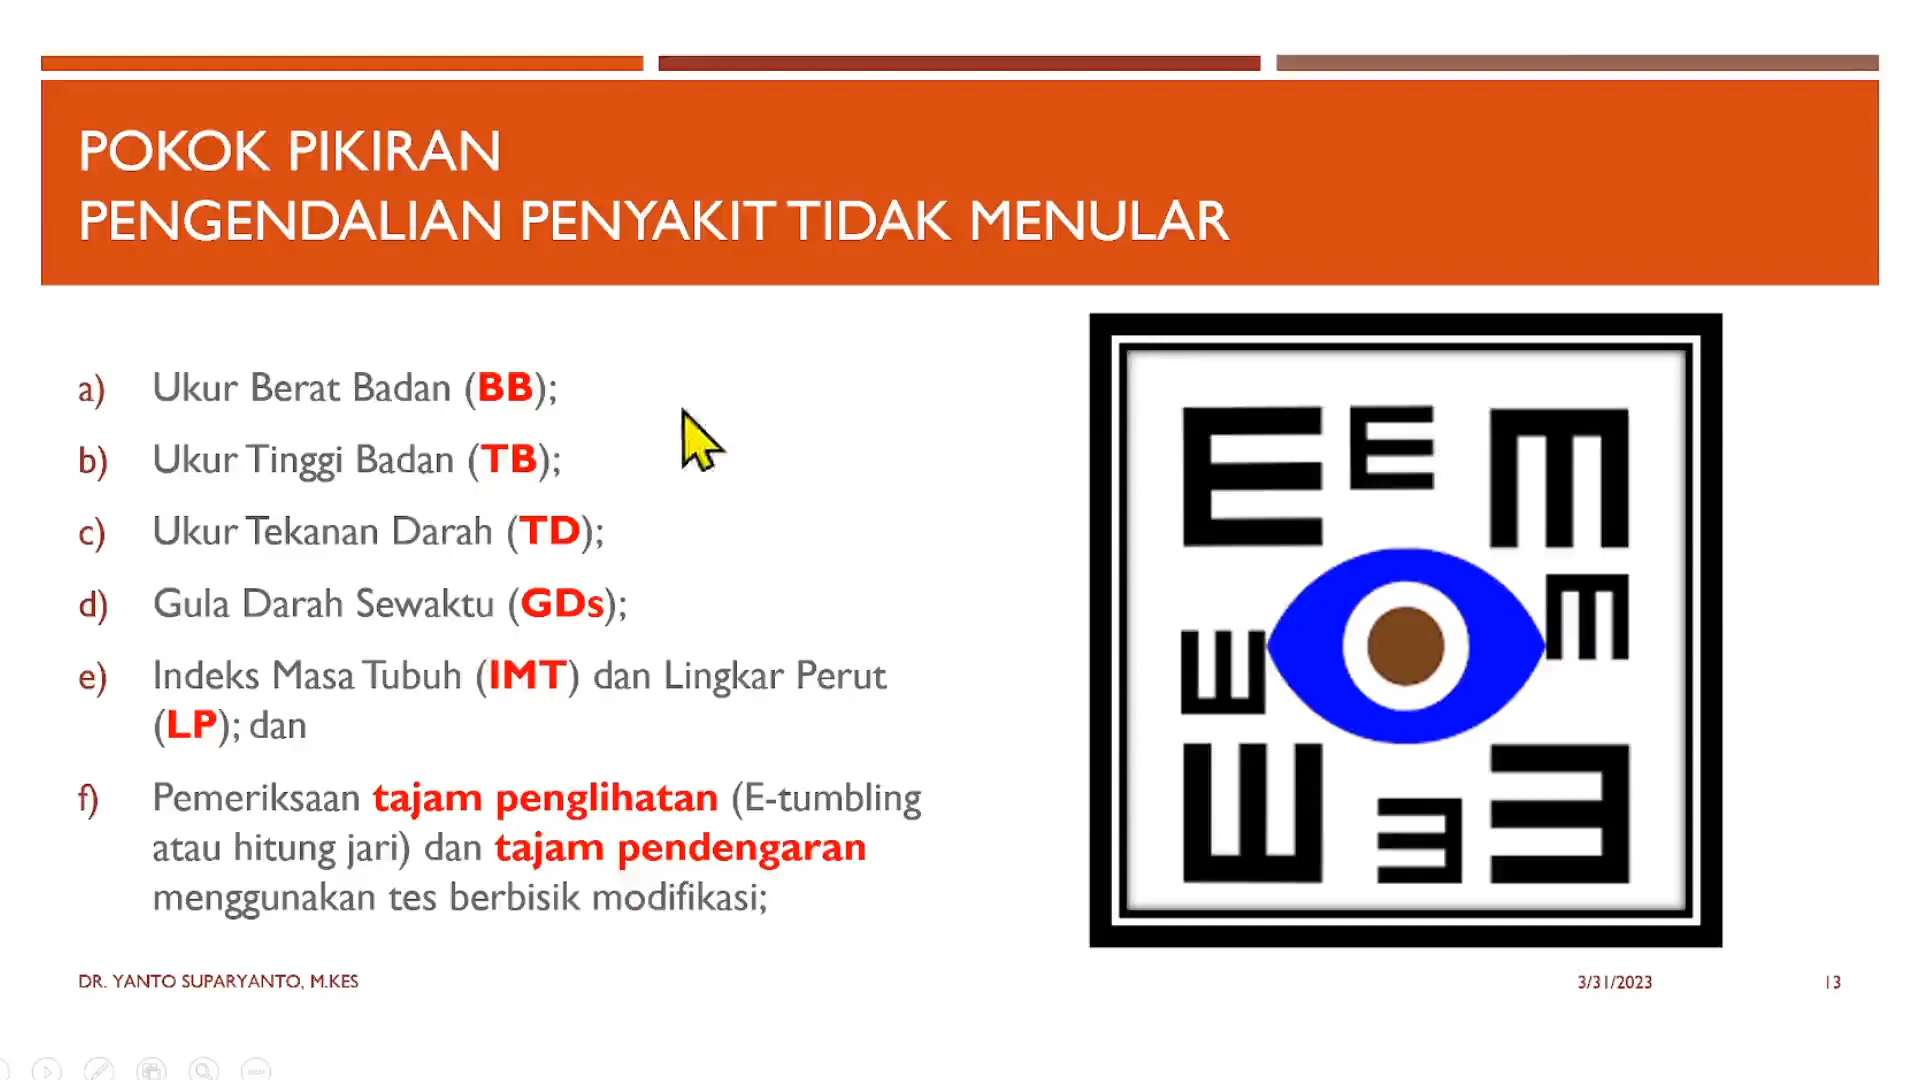 POKOK PIKIRAN
PENGENDALIAN PENYAKIT TIDAK MENULAR
a) Ukur Berat Badan (BB);
b) Ukur Tinggi Badan (TB);
c) Ukur Tekanan Darah (TD);
d) Gula Darah Sewaktu (GDs);
e) Indeks Masa Tubuh (IMT) dan Lingkar Perut
(LP); dan
f) Pemeriksaan tajam penglihatan (E-tumbling
atau hitung jari) dan tajam pendengaran
menggunakan tes berbisik modifikasi;
DR. YANTO SUPARYANTO, M.KES
3/31/2023
13